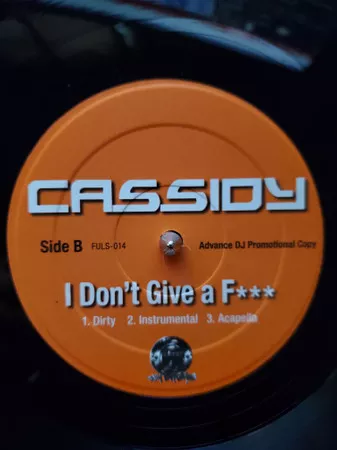 CASSIDY
Side B FULS-014 Advance DJ Promotional Copy
I Don't Give a F***
1. Dirty 2. Instrumental 3. Acapella